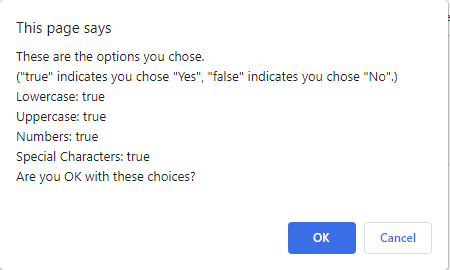 This page says
These are the options you chose.
("true" indicates you chose "Yes", "false" indicates you chose "No".)
Lowercase: true
Uppercase: true
Numbers: true
Special Characters: true
Are you OK with these choices?
OK
Cancel